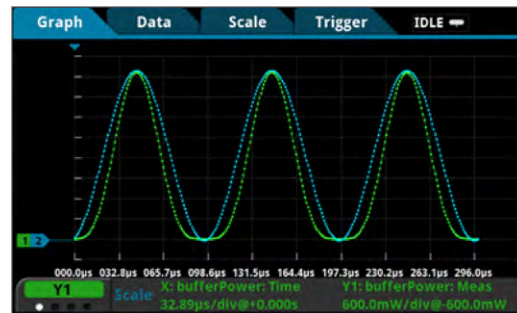 Graph Data Scale Trigger IDLE
1 2
000.0µs 032.8µs 065.7µs 098.6µs 131.5µs 164.4µs 197.3µs 230.2µs 263.1µs 296.0µs
Y1 Scale X: bufferPower: Time Y1: bufferPower: Meas
32.89µs/div@+0.000s 600.0mW/div@-600.0mW